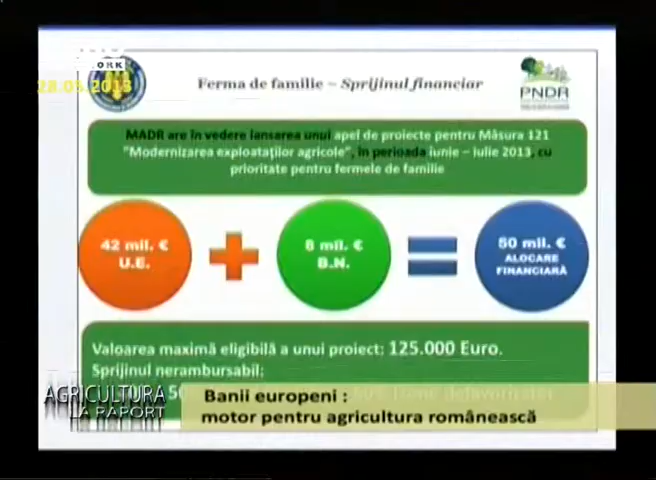 ORK
28.05.2013
Ferma de familie – Sprijinul financiar
PNDR
MADR are în vedere lansarea unui apel de proiecte pentru Măsura 121
"Modernizarea exploataţiilor agricole", în perioada iunie – iulie 2013, cu
prioritate pentru fermele de familie
42 mil. €
U.E.
+
8 mil. €
B.N.
=
50 mil. €
ALOCARE
FINANCIARĂ
Valoarea maximă eligibilă a unui proiect: 125.000 Euro.
Sprijinul nerambursabil:
AGRICULTURA
LA RAPORT
Banii europeni :
motor pentru agricultura românească